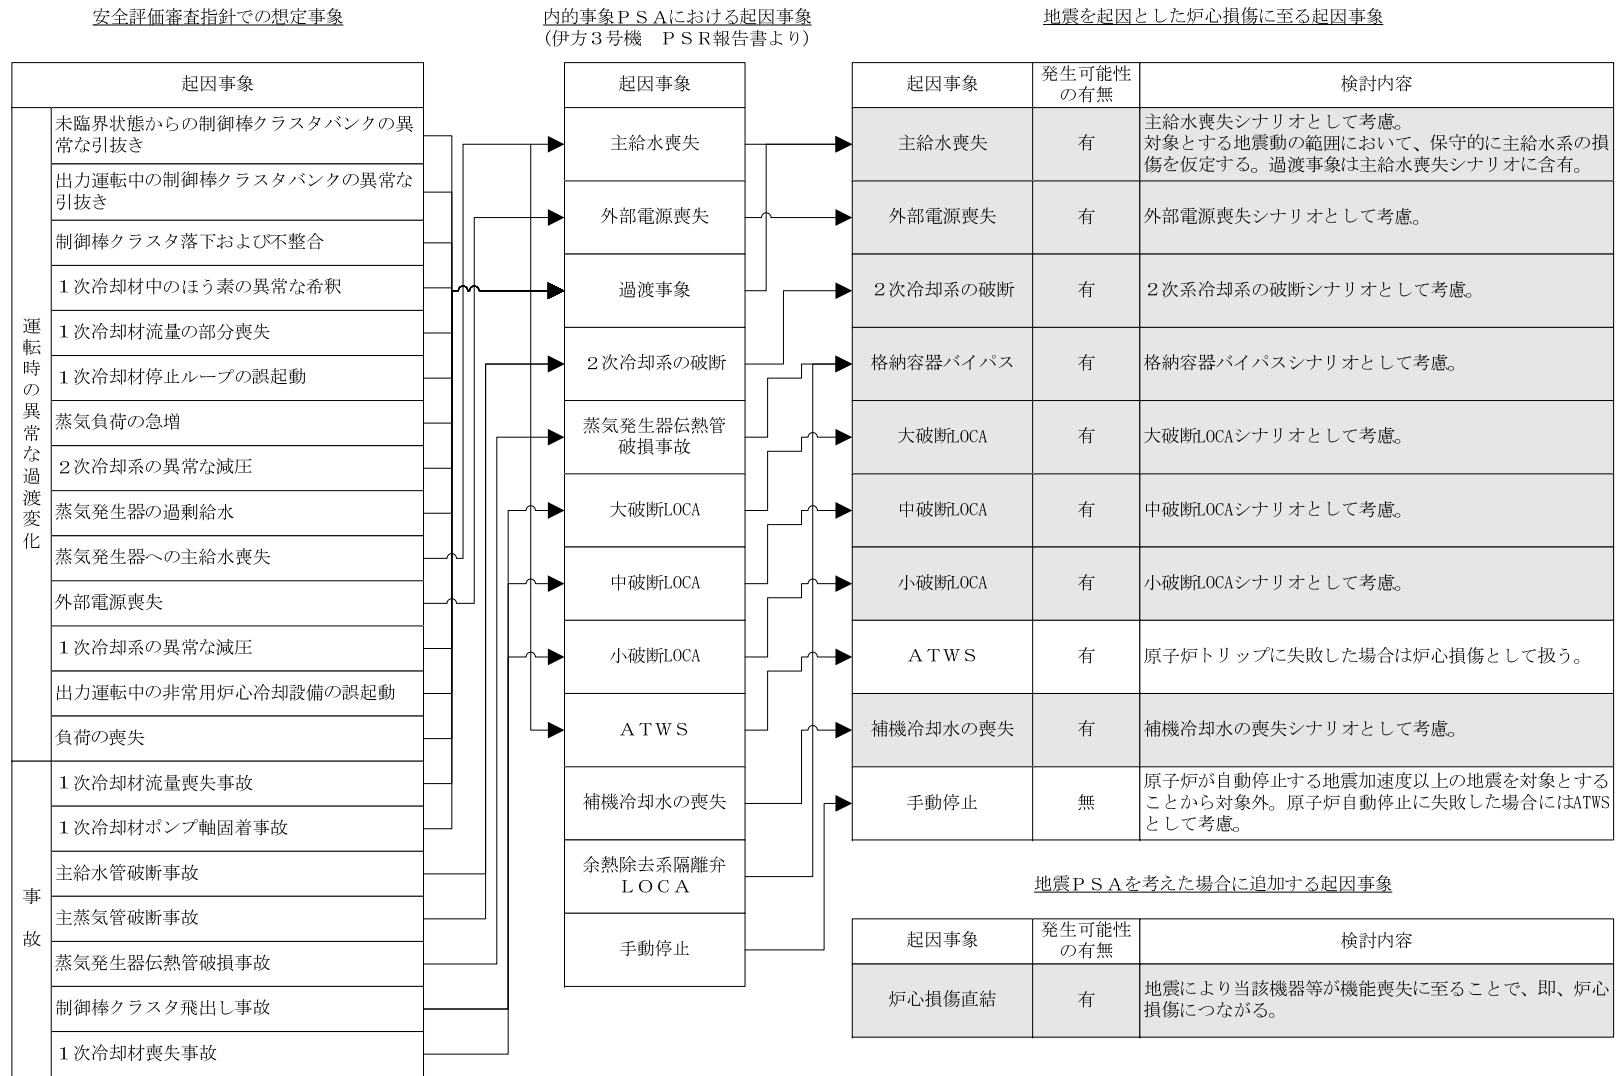 安全評価審査指針での想定事象
起因事象
運転時の異常な過渡変化
未臨界状態からの制御棒クラスタバンクの異
常な引抜き
出力運転中の制御棒クラスタバンクの異常な
引抜き
制御棒クラスタ落下および不整合
１次冷却材中のほう素の異常な希釈
１次冷却材流量の部分喪失
１次冷却材停止ループの誤起動
蒸気負荷の急増
２次冷却系の異常な減圧
蒸気発生器の過剰給水
蒸気発生器への主給水喪失
外部電源喪失
１次冷却系の異常な減圧
出力運転中の非常用炉心冷却設備の誤起動
負荷の喪失
事故
１次冷却材流量喪失事故
１次冷却材ポンプ軸固着事故
主給水管破断事故
主蒸気管破断事故
蒸気発生器伝熱管破損事故
制御棒クラスタ飛出し事故
１次冷却材喪失事故
内的事象ＰＳＡにおける起因事象
（伊方３号機　ＰＳＲ報告書より）
起因事象
主給水喪失
外部電源喪失
過渡事象
２次冷却系の破断
蒸気発生器伝熱管
破損事故
大破断LOCA
中破断LOCA
小破断LOCA
ＡＴＷＳ
補機冷却水の喪失
余熱除去系隔離弁
ＬＯＣＡ
手動停止
地震を起因とした炉心損傷に至る起因事象
起因事象
発生可能性
の有無
検討内容
主給水喪失
有
主給水喪失シナリオとして考慮。
対象とする地震動の範囲において、保守的に主給水系の損
傷を仮定する。過渡事象は主給水喪失シナリオに含有。
外部電源喪失
有
外部電源喪失シナリオとして考慮。
２次冷却系の破断
有
２次系冷却系の破断シナリオとして考慮。
格納容器バイパス
有
格納容器バイパスシナリオとして考慮。
大破断LOCA
有
大破断LOCAシナリオとして考慮。
中破断LOCA
有
中破断LOCAシナリオとして考慮。
小破断LOCA
有
小破断LOCAシナリオとして考慮。
ＡＴＷＳ
有
原子炉トリップに失敗した場合は炉心損傷として扱う。
補機冷却水の喪失
有
補機冷却水の喪失シナリオとして考慮。
手動停止
無
原子炉が自動停止する地震加速度以上の地震を対象とする
ことから対象外。原子炉自動停止に失敗した場合にはATWS
として考慮。
地震ＰＳＡを考えた場合に追加する起因事象
起因事象
発生可能性
の有無
検討内容
炉心損傷直結
有
地震により当該機器等が機能喪失に至ることで、即、炉心
損傷につながる。